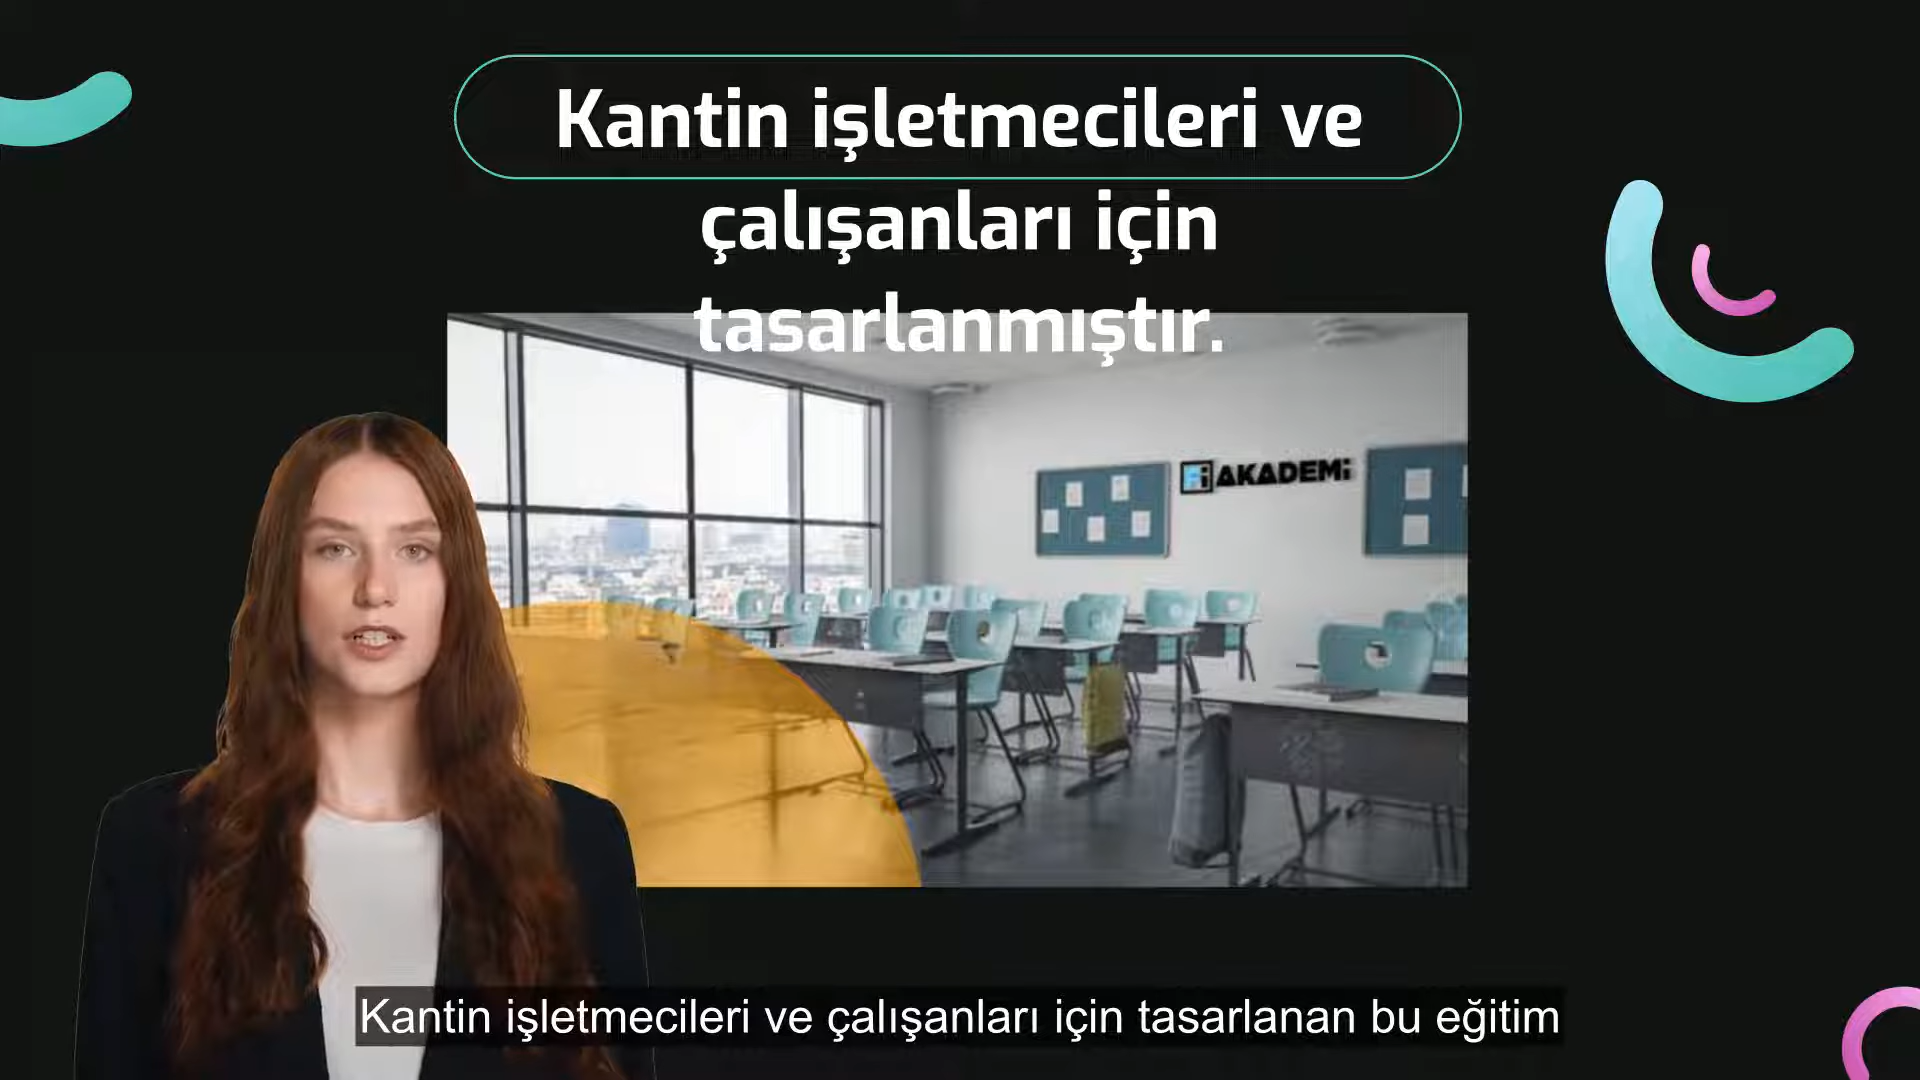 Kantin işletmecileri ve
çalışanları için
tasarlanmıştır.
AKADEMİ
Kantin işletmecileri ve çalışanları için tasarlanan bu eğitim